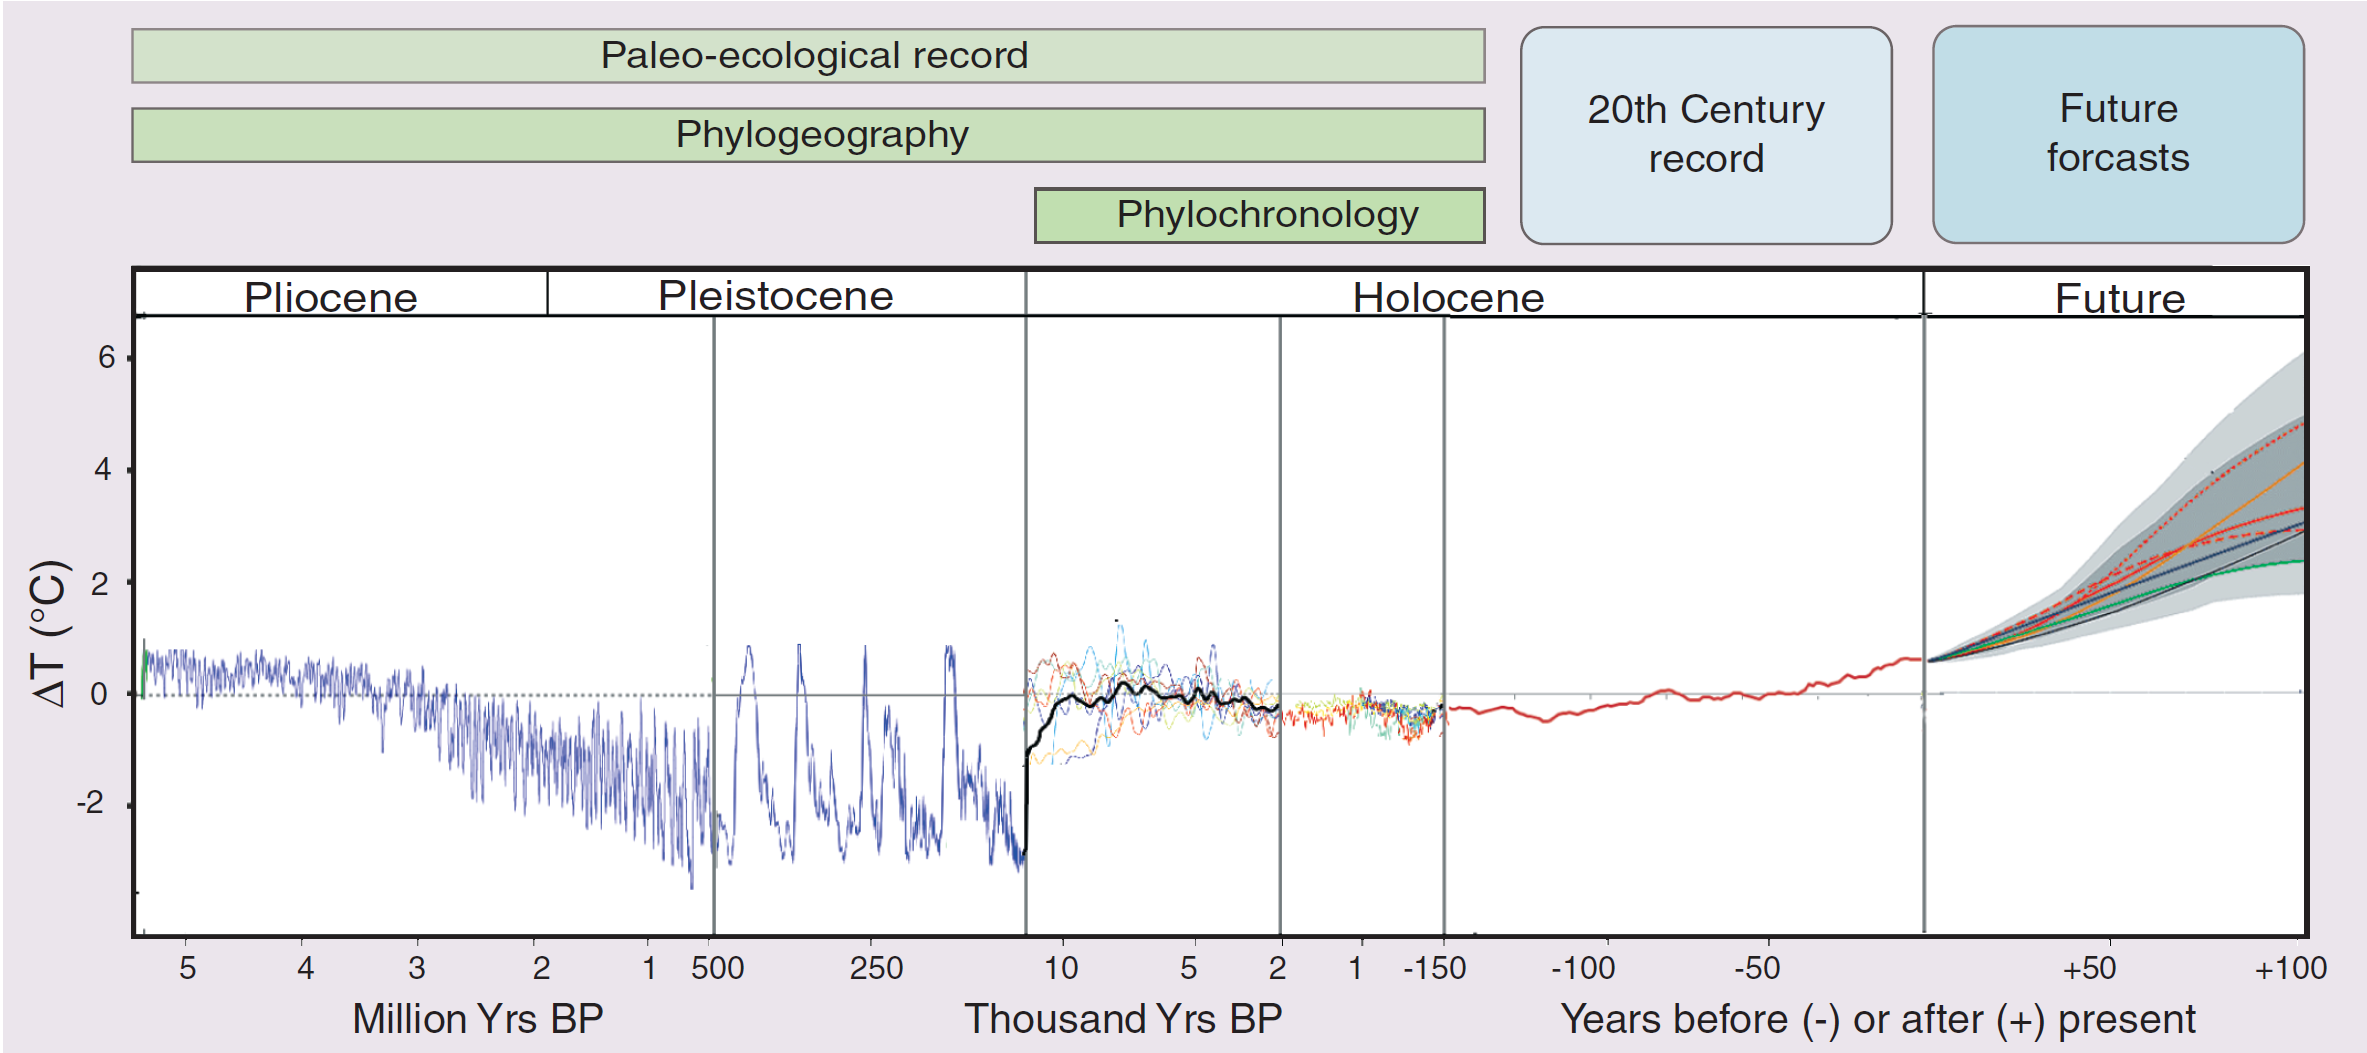 Paleo-ecological record
Phylogeography
Phylochronology
20th Century
record
Future
forcasts
Pliocene
Pleistocene
Holocene
Future
6
4
2
0
-2
ΔT (°C)
5 4 3 2 1 500 250 10 5 2 1 -150 -100 -50 +50 +100
Million Yrs BP
Thousand Yrs BP
Years before (-) or after (+) present